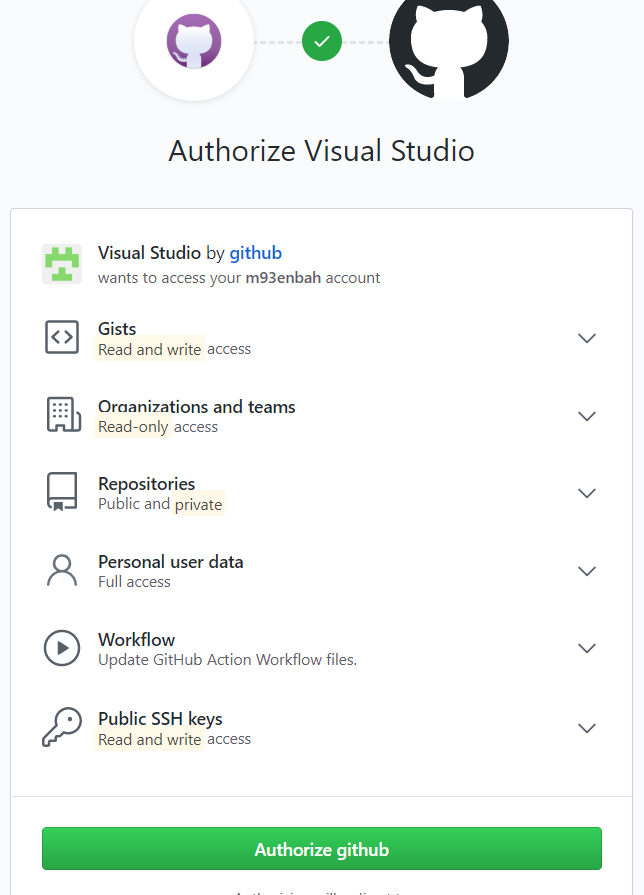 Authorize Visual Studio
Visual Studio by github
wants to access your m93enbah account
Gists
Read and write access
Organizations and teams
Read-only access
Repositories
Public and private
Personal user data
Full access
Workflow
Update GitHub Action Workflow files.
Public SSH keys
Read and write access
Authorize github